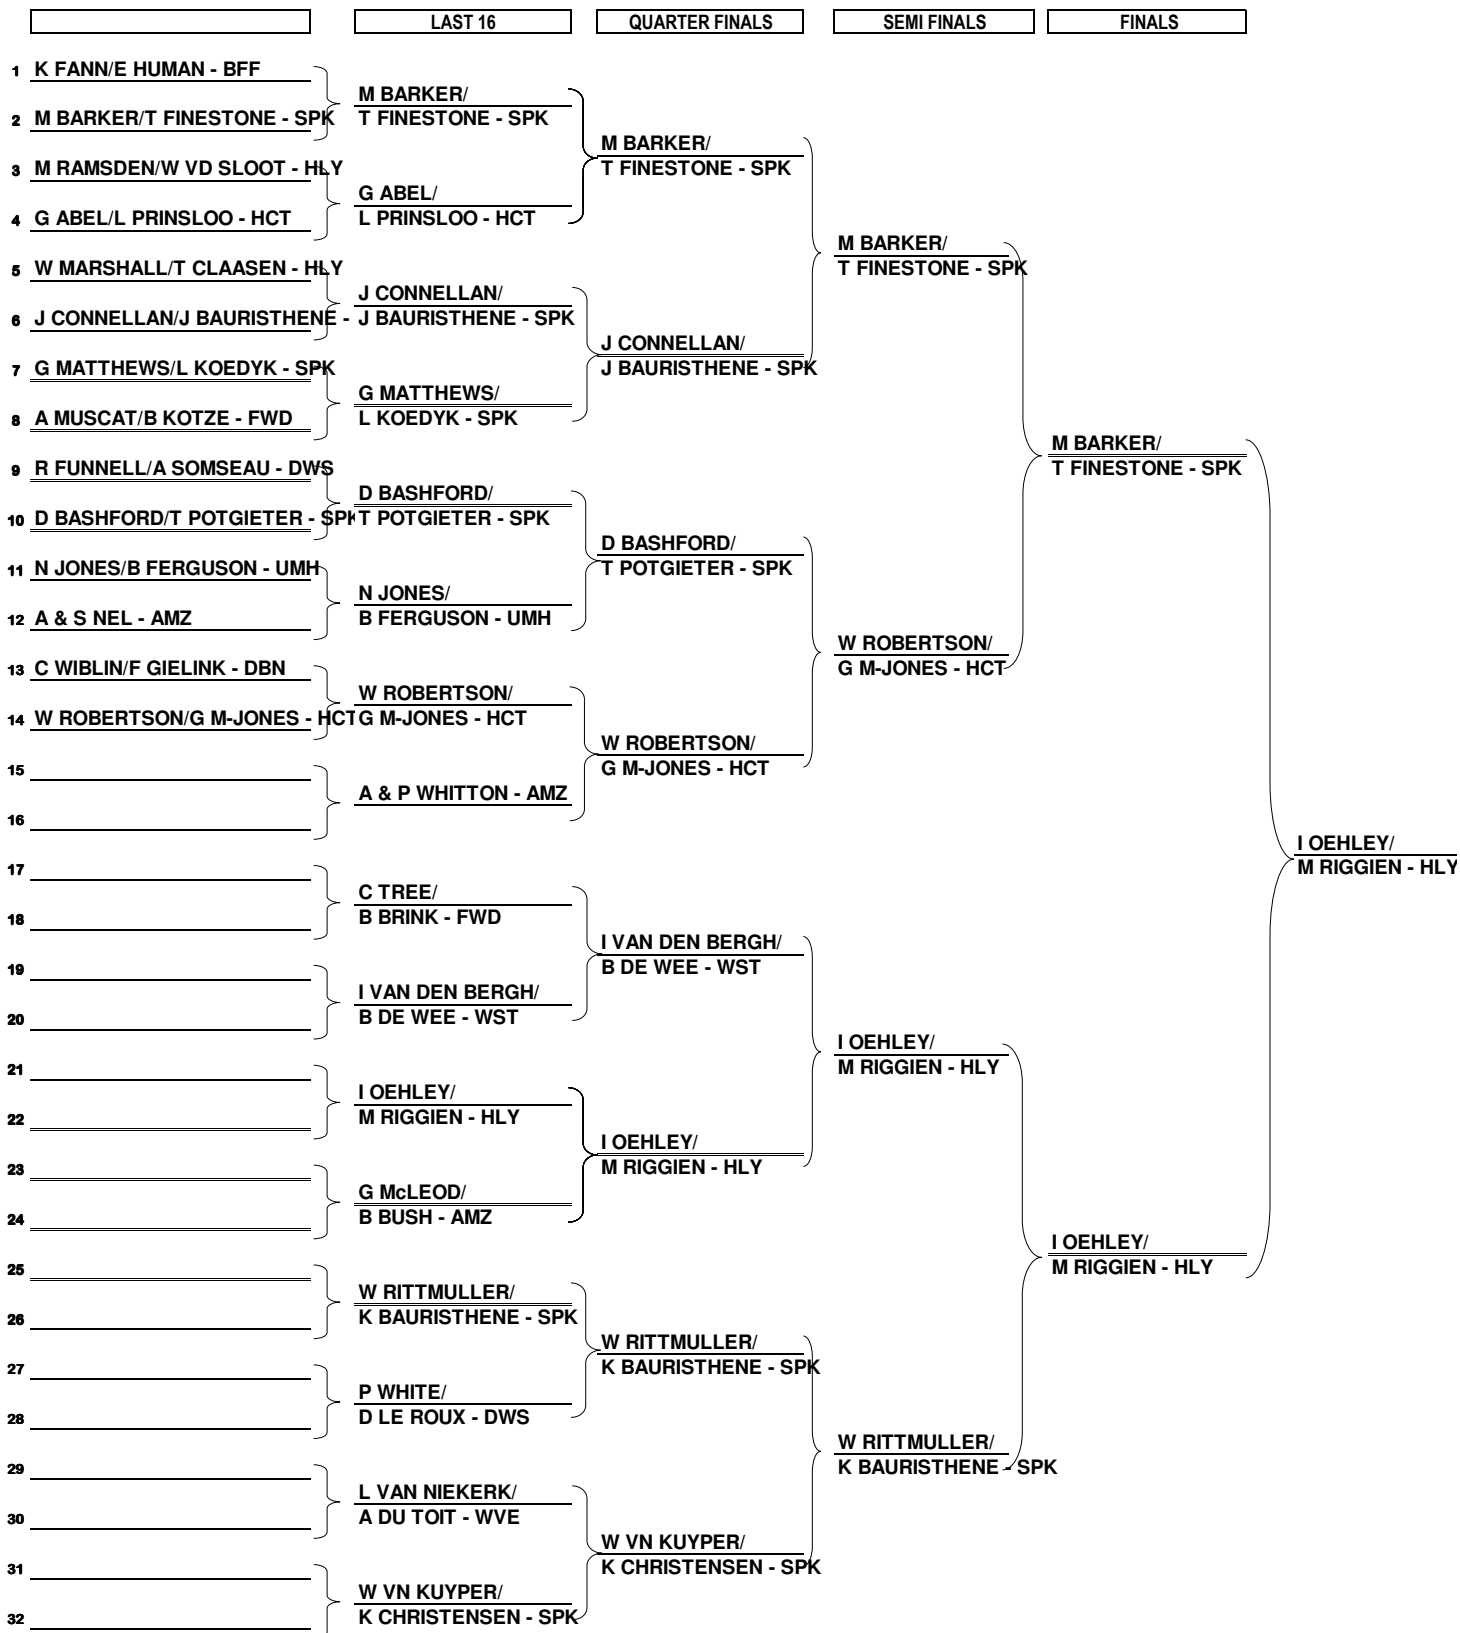 LAST 16
QUARTER FINALS
SEMI FINALS
FINALS
1 K FANN/E HUMAN - BFF
2 M BARKER/T FINESTONE - SPK
3 M RAMSDEN/W VD SLOOT - HLY
4 G ABEL/L PRINSLOO - HCT
5 W MARSHALL/T CLAASEN - HLY
6 J CONNELLAN/J BAURISTHENE -
7 G MATTHEWS/L KOEDYK - SPK
8 A MUSCAT/B KOTZE - FWD
9 R FUNNELL/A SOMSEAU - DWS
10 D BASHFORD/T POTGIETER - SPK
11 N JONES/B FERGUSON - UMH
12 A & S NEL - AMZ
13 C WIBLIN/F GIELINK - DBN
14 W ROBERTSON/G M-JONES - HCT
15
16
17
18
19
20
21
22
23
24
25
26
27
28
29
30
31
32
M BARKER/
T FINESTONE - SPK
G ABEL/
L PRINSLOO - HCT
J CONNELLAN/
J BAURISTHENE - SPK
G MATTHEWS/
L KOEDYK - SPK
D BASHFORD/
T POTGIETER - SPK
N JONES/
B FERGUSON - UMH
W ROBERTSON/
G M-JONES - HCT
A & P WHITTON - AMZ
C TREE/
B BRINK - FWD
I VAN DEN BERGH/
B DE WEE - WST
I OEHLEY/
M RIGGIEN - HLY
G McLEOD/
B BUSH - AMZ
W RITTMULLER/
K BAURISTHENE - SPK
P WHITE/
D LE ROUX - DWS
L VAN NIEKERK/
A DU TOIT - WVE
W VN KUYPER/
K CHRISTENSEN - SPK
M BARKER/
T FINESTONE - SPK
J CONNELLAN/
J BAURISTHENE - SPK
D BASHFORD/
T POTGIETER - SPK
W ROBERTSON/
G M-JONES - HCT
I VAN DEN BERGH/
B DE WEE - WST
I OEHLEY/
M RIGGIEN - HLY
W RITTMULLER/
K BAURISTHENE - SPK
W VN KUYPER/
K CHRISTENSEN - SPK
M BARKER/
T FINESTONE - SPK
W ROBERTSON/
G M-JONES - HCT
I OEHLEY/
M RIGGIEN - HLY
W RITTMULLER/
K BAURISTHENE - SPK
M BARKER/
T FINESTONE - SPK
I OEHLEY/
M RIGGIEN - HLY
I OEHLEY/
M RIGGIEN - HLY